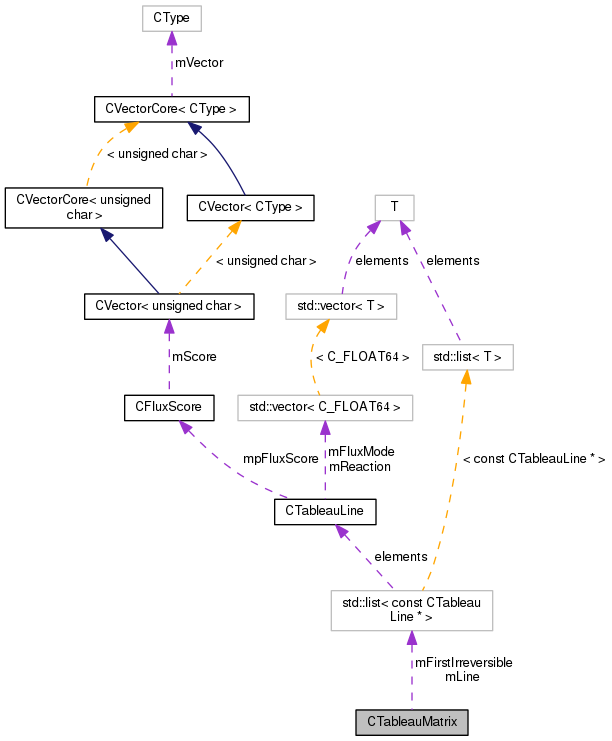 CType
mVector
CVectorCore< CType >
< unsigned char >
CVectorCore< unsigned
char >
CVector< CType >
T
< unsigned char >
elements
elements
CVector< unsigned char >
std::vector< T >
mScore
< C_FLOAT64 >
std::list< T >
CFluxScore
std::vector< C_FLOAT64 >
mpFluxScore
mFluxMode
mReaction
< const CTableauLine * >
CTableauLine
elements
std::list< const CTableau
Line * >
mFirstIrreversible
mLine
CTableauMatrix